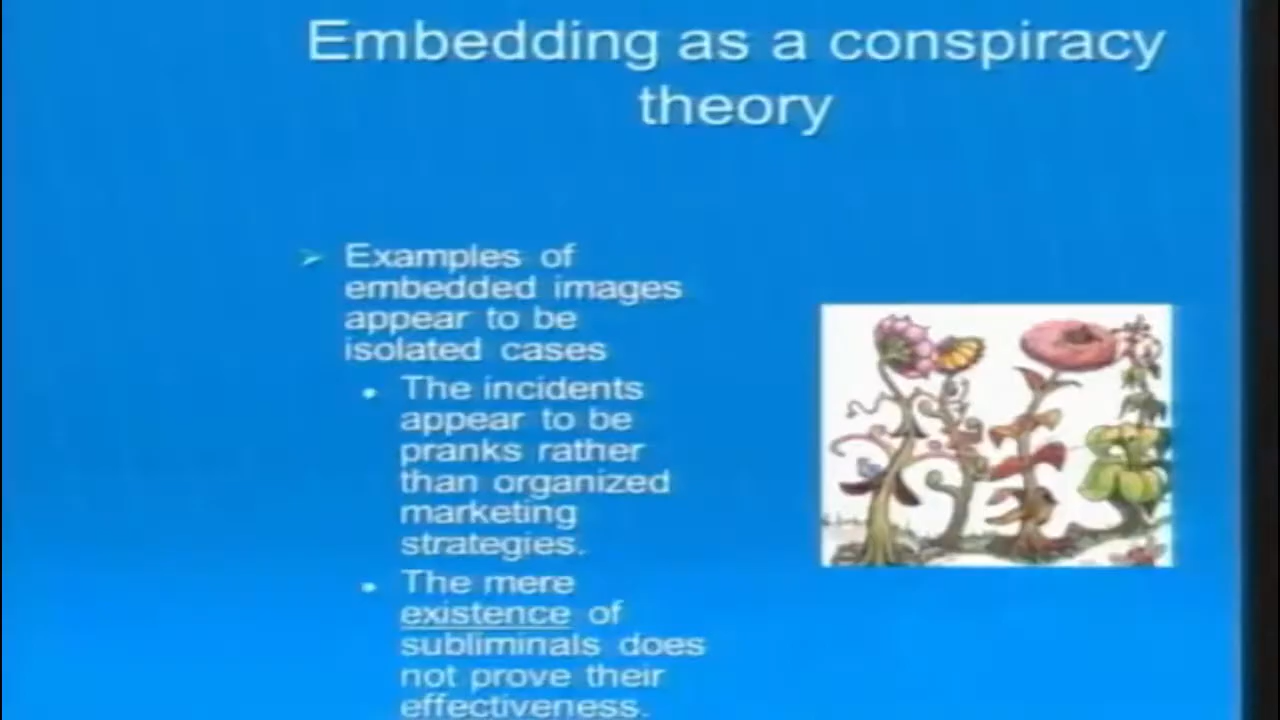 Embedding as a conspiracy
theory
➢ Examples of
embedded images
appear to be
isolated cases
• The incidents
appear to be
pranks rather
than organized
marketing
strategies.
• The mere
existence of
subliminals does
not prove their
effectiveness.